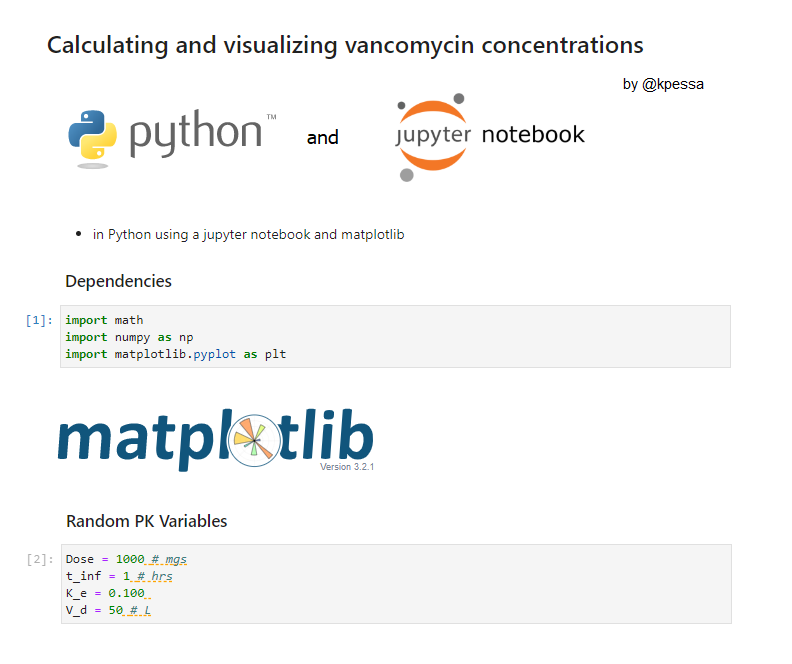 Calculating and visualizing vancomycin concentrations
by @kpessa
python™ and jupyter notebook
• in Python using a jupyter notebook and matplotlib
Dependencies
[1]: import math
import numpy as np
import matplotlib.pyplot as plt
matplotlib
Version 3.2.1
Random PK Variables
[2]: Dose = 1000 # mgs
t_inf = 1 # hrs
K_e = 0.100
V_d = 50 # L